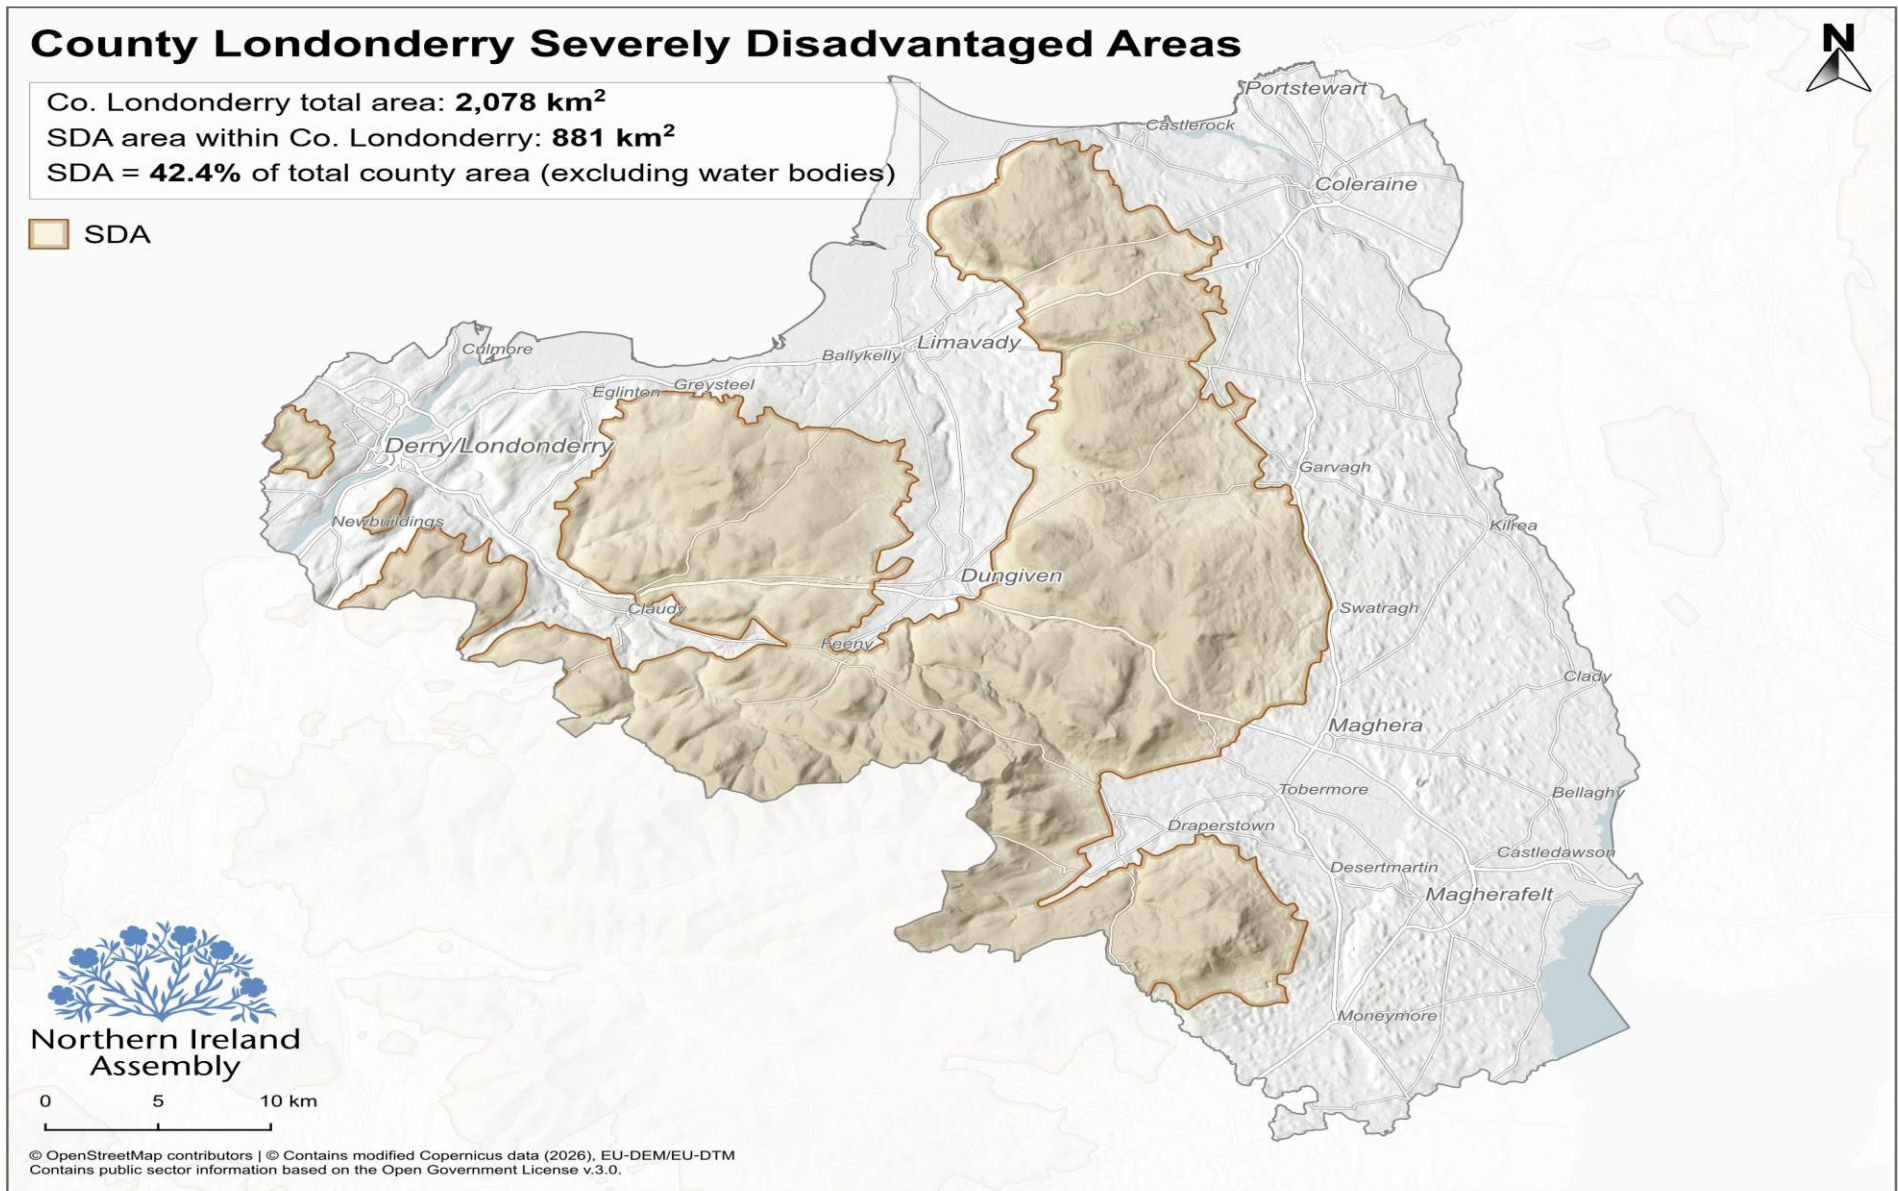 County Londonderry Severely Disadvantaged Areas
N
Co. Londonderry total area: 2,078 km²
SDA area within Co. Londonderry: 881 km²
SDA = 42.4% of total county area (excluding water bodies)
SDA
Portstewart
Castlerock
Coleraine
Limavady
Ballykelly
Culmore
Eglinton
Greysteel
Derry/Londonderry
Garvagh
Newbuildings
Kilrea
Dungiven
Claudy
Swatragh
Feeny
Clady
Maghera
Tobermore
Bellaghy
Draperstown
Castledawson
Desertmartin
Magherafelt
Moneymore
Northern Ireland
Assembly
0 5 10 km
© OpenStreetMap contributors | © Contains modified Copernicus data (2026), EU-DEM/EU-DTM
Contains public sector information based on the Open Government License v.3.0.